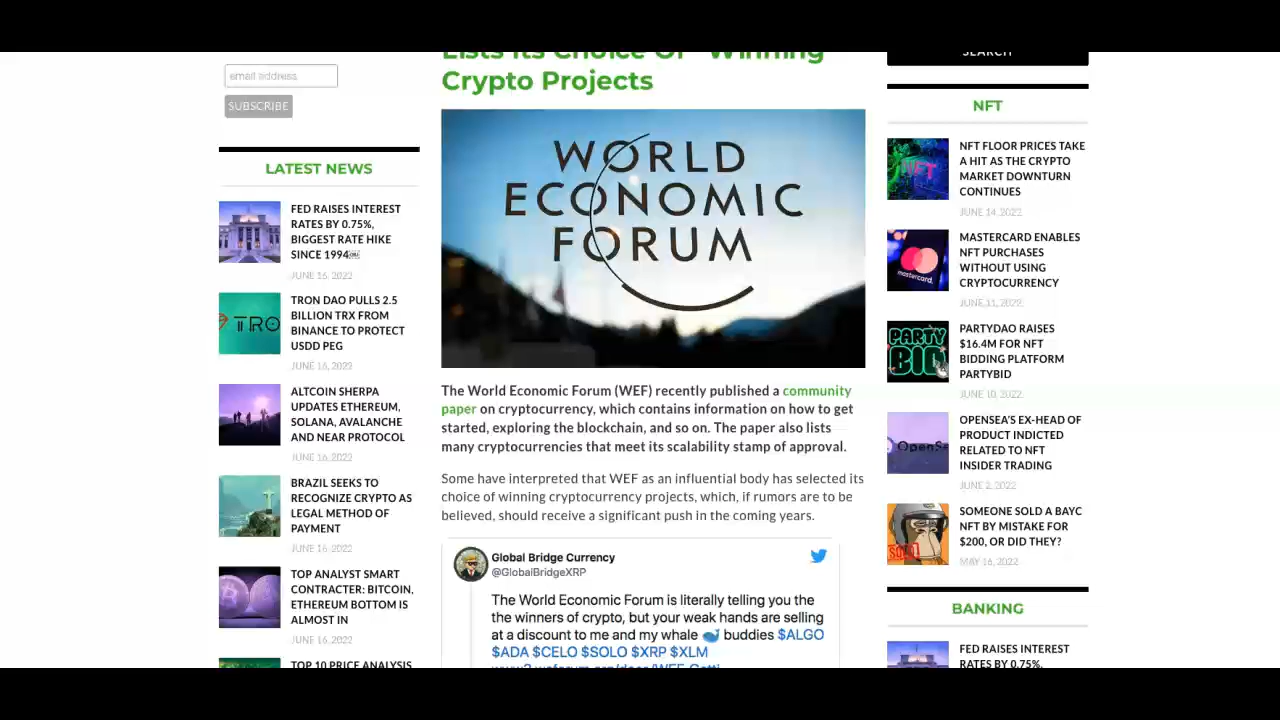 email address
SUBSCRIBE
LATEST NEWS
FED RAISES INTEREST
RATES BY 0.75%,
BIGGEST RATE HIKE
SINCE 1994
JUNE 16, 2022
TRO
TRON DAO PULLS 2.5
BILLION TRX FROM
BINANCE TO PROTECT
USDD PEG
JUNE 16, 2022
ALTCOIN SHERPA
UPDATES ETHEREUM,
SOLANA, AVALANCHE
AND NEAR PROTOCOL
JUNE 16, 2022
BRAZIL SEEKS TO
RECOGNIZE CRYPTO AS
LEGAL METHOD OF
PAYMENT
JUNE 16, 2022
TOP ANALYST SMART
CONTRACTER: BITCOIN,
ETHEREUM BOTTOM IS
ALMOST IN
JUNE 16, 2022
TOP 10 PRICE ANALYSIS
Lists Its Choice Of "Winning"
Crypto Projects
WORLD
ECONOMIC
FORUM
The World Economic Forum (WEF) recently published a community
paper on cryptocurrency, which contains information on how to get
started, exploring the blockchain, and so on. The paper also lists
many cryptocurrencies that meet its scalability stamp of approval.
Some have interpreted that WEF as an influential body has selected its
choice of winning cryptocurrency projects, which, if rumors are to be
believed, should receive a significant push in the coming years.
Global Bridge Currency
@GlobalBridgeXRP
The World Economic Forum is literally telling you the
the winners of crypto, but your weak hands are selling
at a discount to me and my whale 🐳 buddies $ALGO
$ADA $CELO $SOLO $XRP $XLM
SEARCH
NFT
NFT
NFT FLOOR PRICES TAKE
A HIT AS THE CRYPTO
MARKET DOWNTURN
CONTINUES
JUNE 14, 2022
mastercard
MASTERCARD ENABLES
NFT PURCHASES
WITHOUT USING
CRYPTOCURRENCY
JUNE 11, 2022
PARTY
BID
PARTYDAO RAISES
$16.4M FOR NFT
BIDDING PLATFORM
PARTYBID
JUNE 10, 2022
OpenSe
OPENSEA'S EX-HEAD OF
PRODUCT INDICTED
RELATED TO NFT
INSIDER TRADING
JUNE 2, 2022
SOLD
SOMEONE SOLD A BAYC
NFT BY MISTAKE FOR
$200, OR DID THEY?
MAY 16, 2022
BANKING
FED RAISES INTEREST
RATES BY 0.75%,